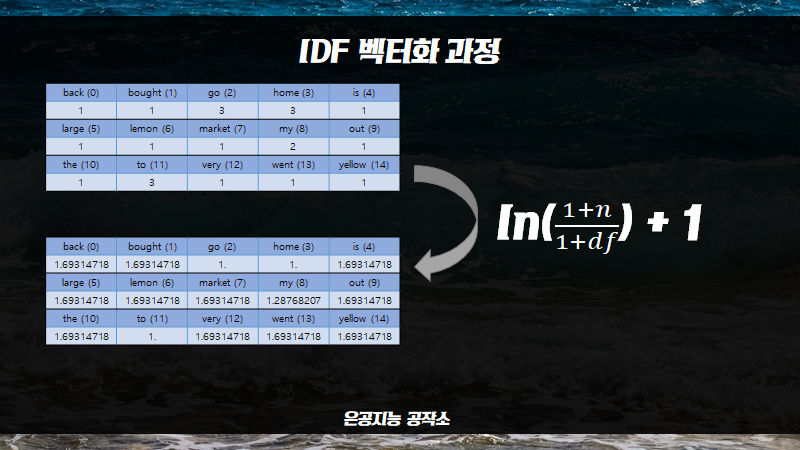 IDF 벡터화 과정
back (0) bought (1) go (2) home (3) is (4)
1 1 3 3 1
large (5) lemon (6) market (7) my (8) out (9)
1 1 1 2 1
the (10) to (11) very (12) went (13) yellow (14)
1 3 1 1 1
ln(\frac{1+n}{1+df}) + 1
back (0) bought (1) go (2) home (3) is (4)
1.69314718 1.69314718 1. 1. 1.69314718
large (5) lemon (6) market (7) my (8) out (9)
1.69314718 1.69314718 1.69314718 1.28768207 1.69314718
the (10) to (11) very (12) went (13) yellow (14)
1.69314718 1. 1.69314718 1.69314718 1.69314718
은공지능 공작소